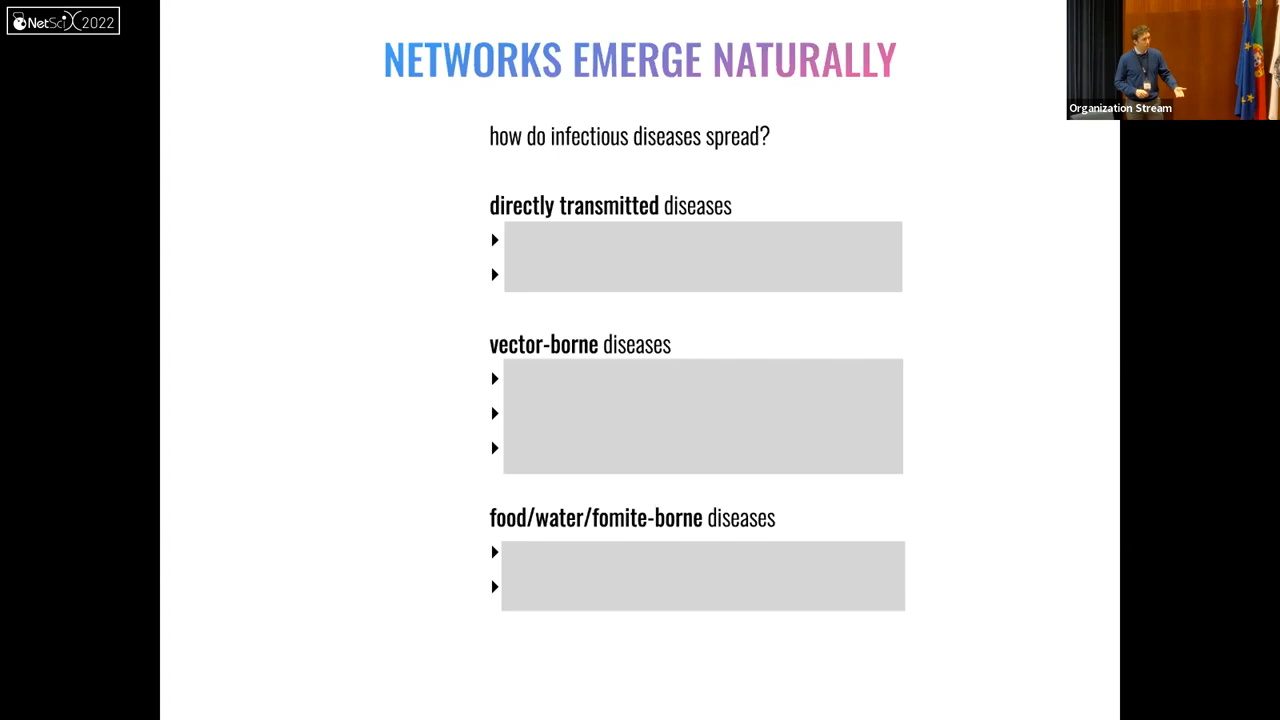 NetSciX 2022
NETWORKS EMERGE NATURALLY
Organization Stream
how do infectious diseases spread?
directly transmitted diseases
vector-borne diseases
food/water/fomite-borne diseases